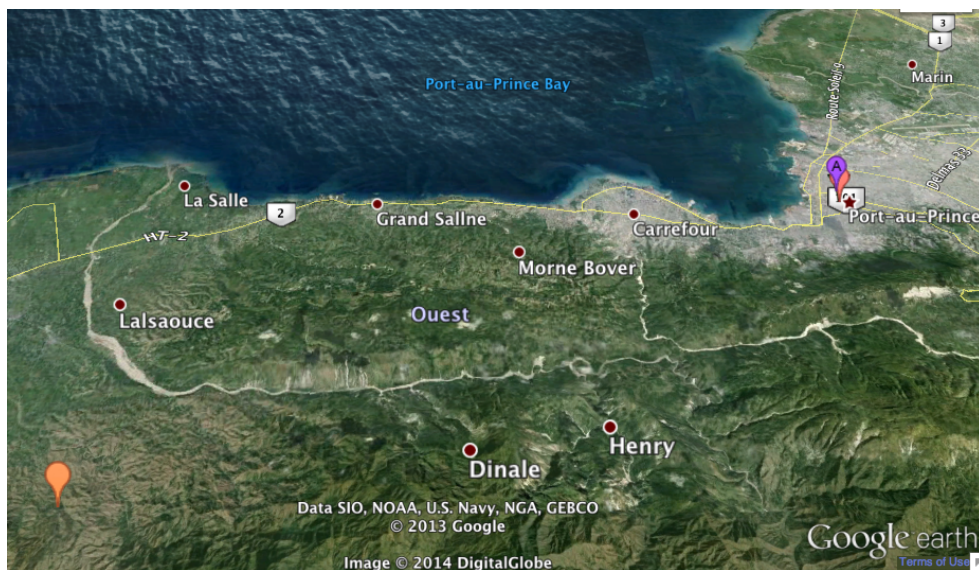 3
1
Port-au-Prince Bay
Route Soleil 9
Marin
A
Delmas 33
La Salle
2
Grand Sallne
HT-2
Carrefour
Port-au-Prince
Morne Bover
Lalsaouce
Ouest
Henry
Dinale
Data SIO, NOAA, U.S. Navy, NGA, GEBCO
© 2013 Google
Image © 2014 DigitalGlobe
Google earth
Terms of Use